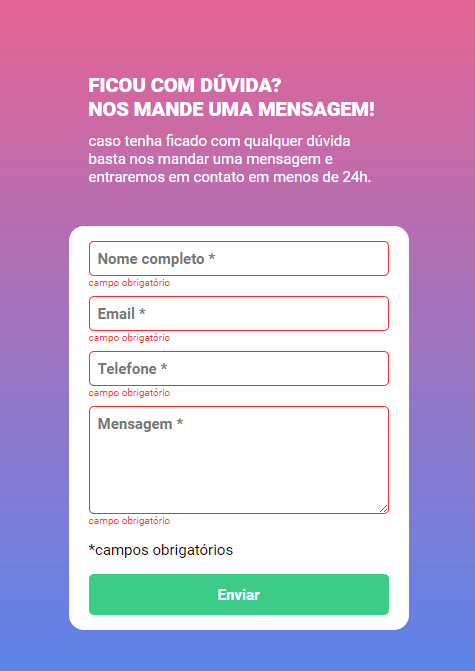 FICOU COM DÚVIDA?
NOS MANDE UMA MENSAGEM!
caso tenha ficado com qualquer dúvida
basta nos mandar uma mensagem e
entraremos em contato em menos de 24h.
Nome completo *
campo obrigatório
Email *
campo obrigatório
Telefone *
campo obrigatório
Mensagem *
campo obrigatório
*campos obrigatórios
Enviar